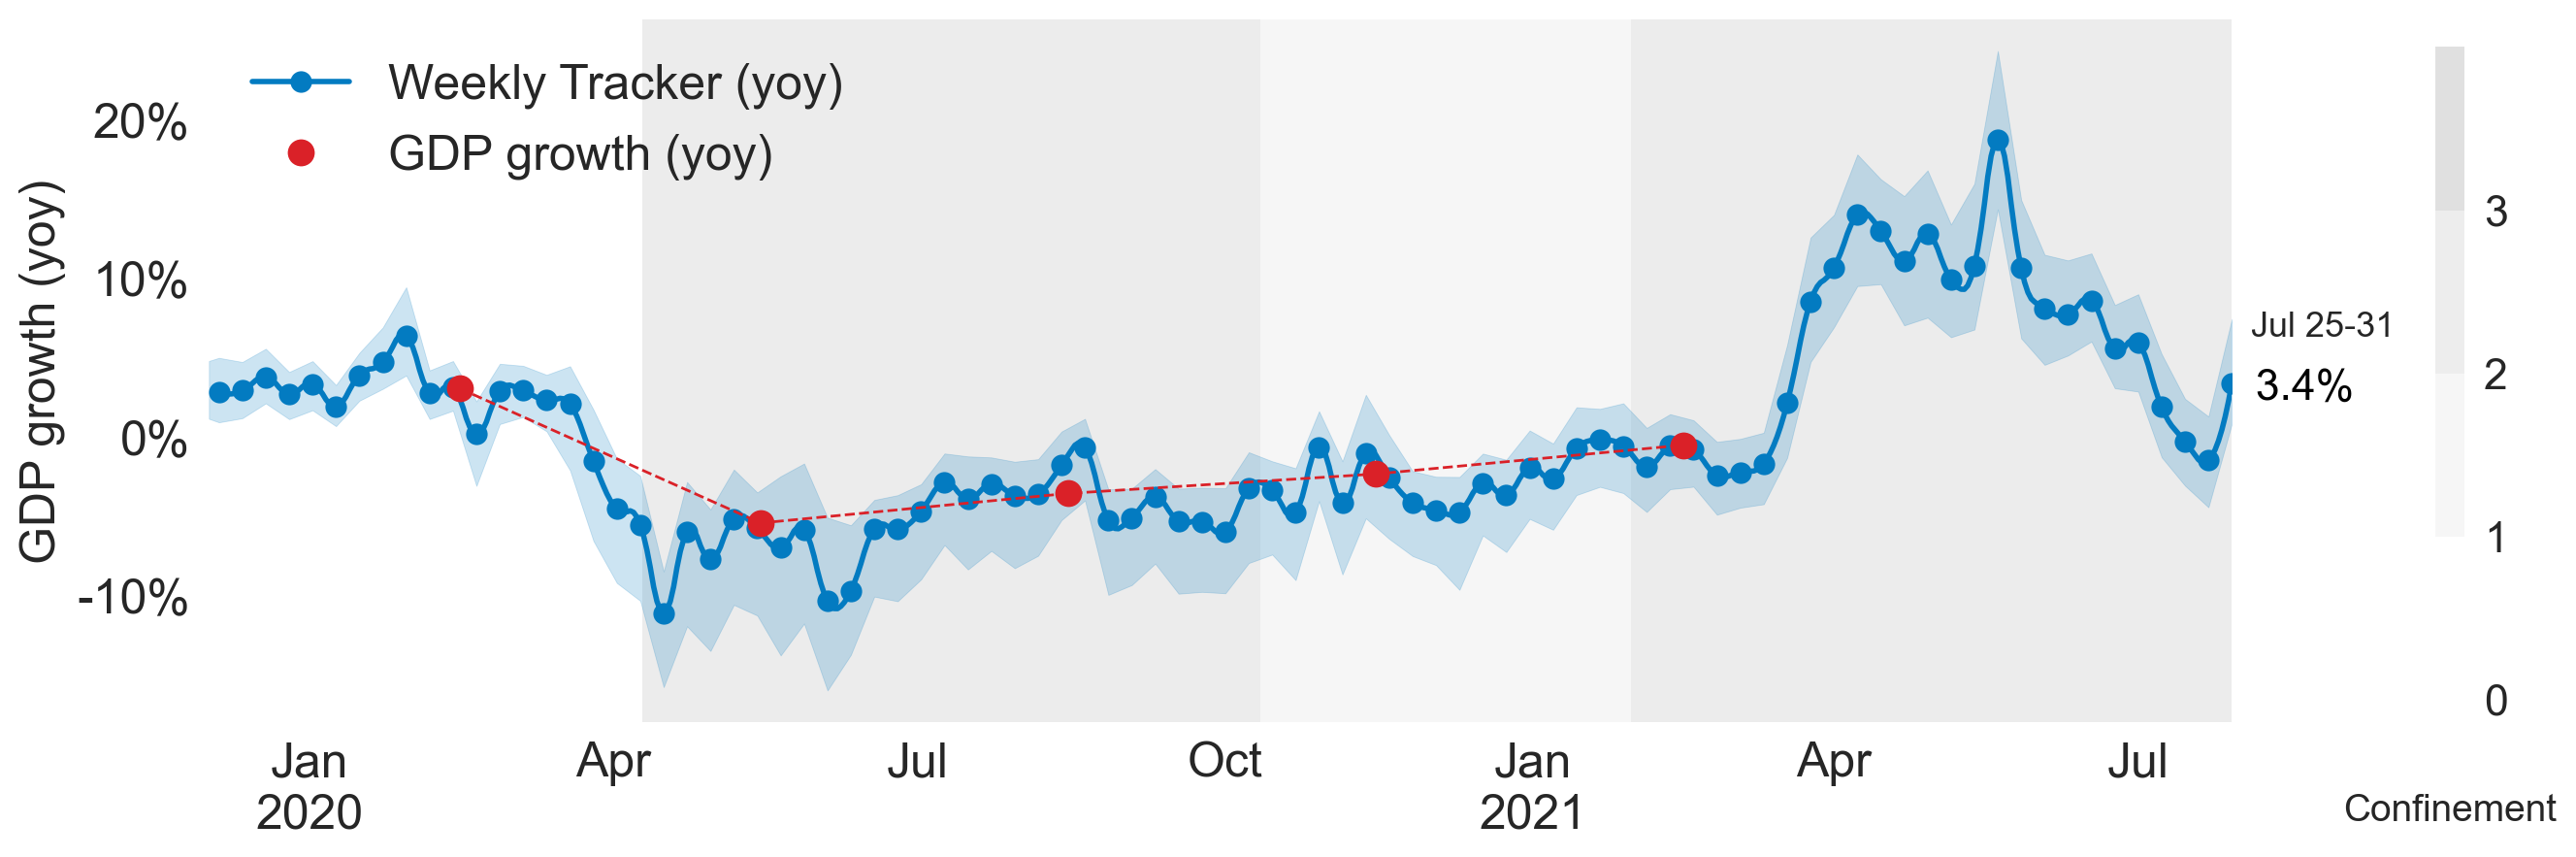 Weekly Tracker (yoy)
GDP growth (yoy)
GDP growth (yoy)
20%
10%
0%
-10%
Jan
2020
Apr
Jul
Oct
Jan
2021
Apr
Jul
Jul 25-31
3.4%
3
2
1
0
Confinement